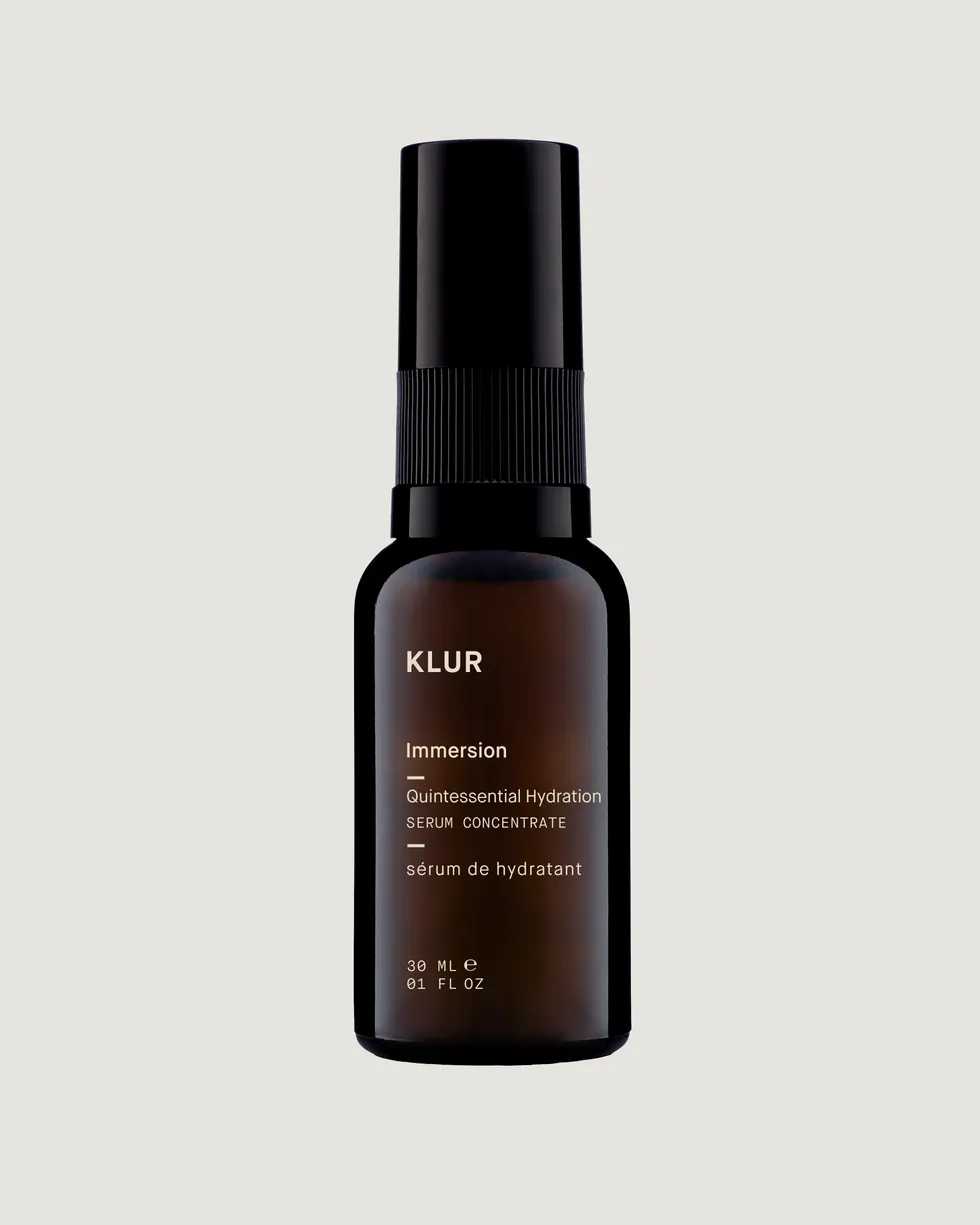 KLUR
Immersion
Quintessential Hydration
SERUM CONCENTRATE
sérum de hydratant
30 ML ℮
01 FL OZ